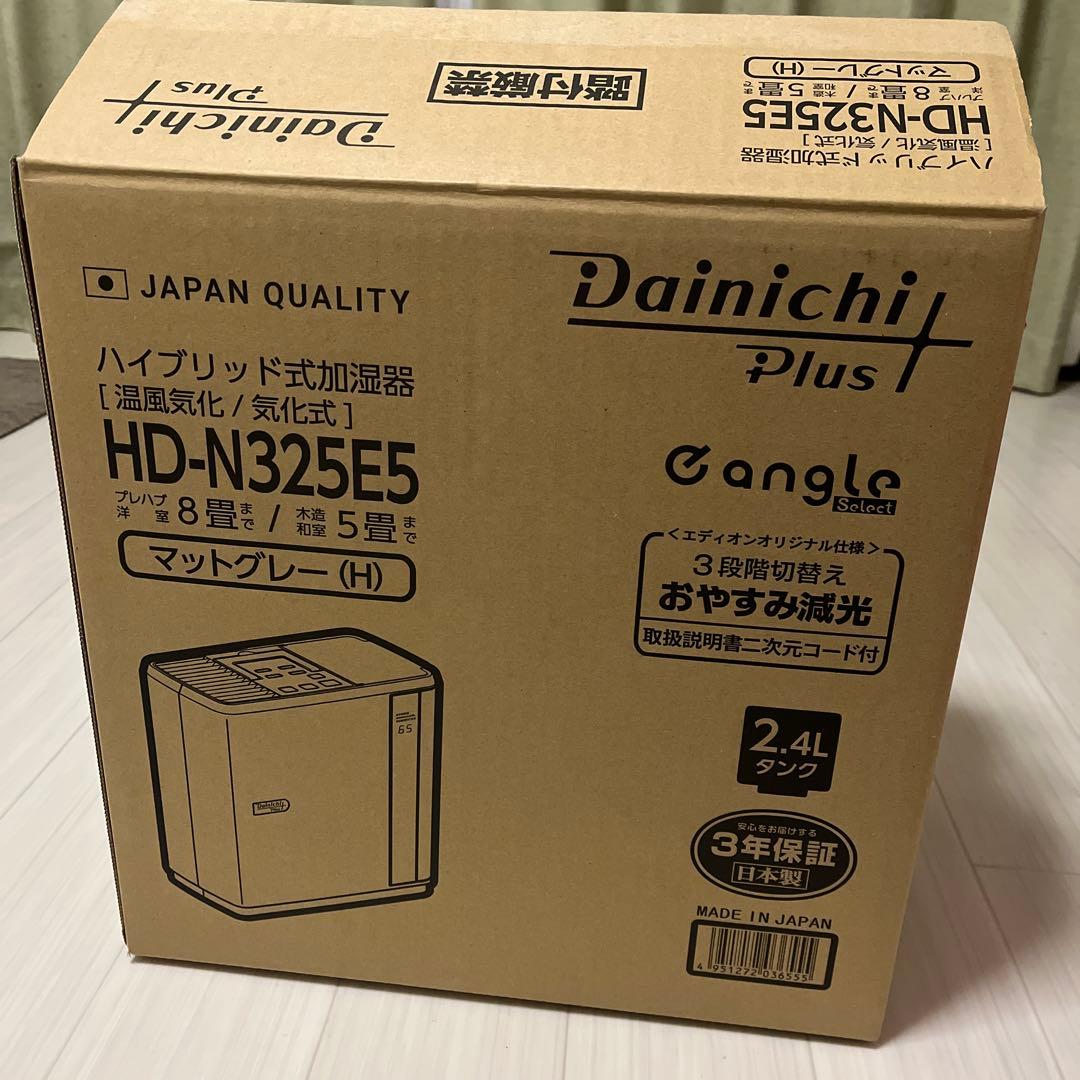 踏付厳禁
Dainichi
Plus
ハイブリッド式加湿器
[温風気化 / 気化式]
HD-N325E5
プレハブ洋室 8畳まで / 木造和室 5畳まで
マットグレー(H)
JAPAN QUALITY
ハイブリッド式加湿器
[温風気化 / 気化式]
HD-N325E5
プレハブ洋室 8畳まで / 木造和室 5畳まで
マットグレー(H)
65
Dainichi
Plus
Dainichi
Plus
e angle
Select
<エディオンオリジナル仕様>
3段階切替え
おやすみ減光
取扱説明書二次元コード付
2.4L
タンク
安心をお届けする
3年保証
日本製
MADE IN JAPAN
4 951272 036555